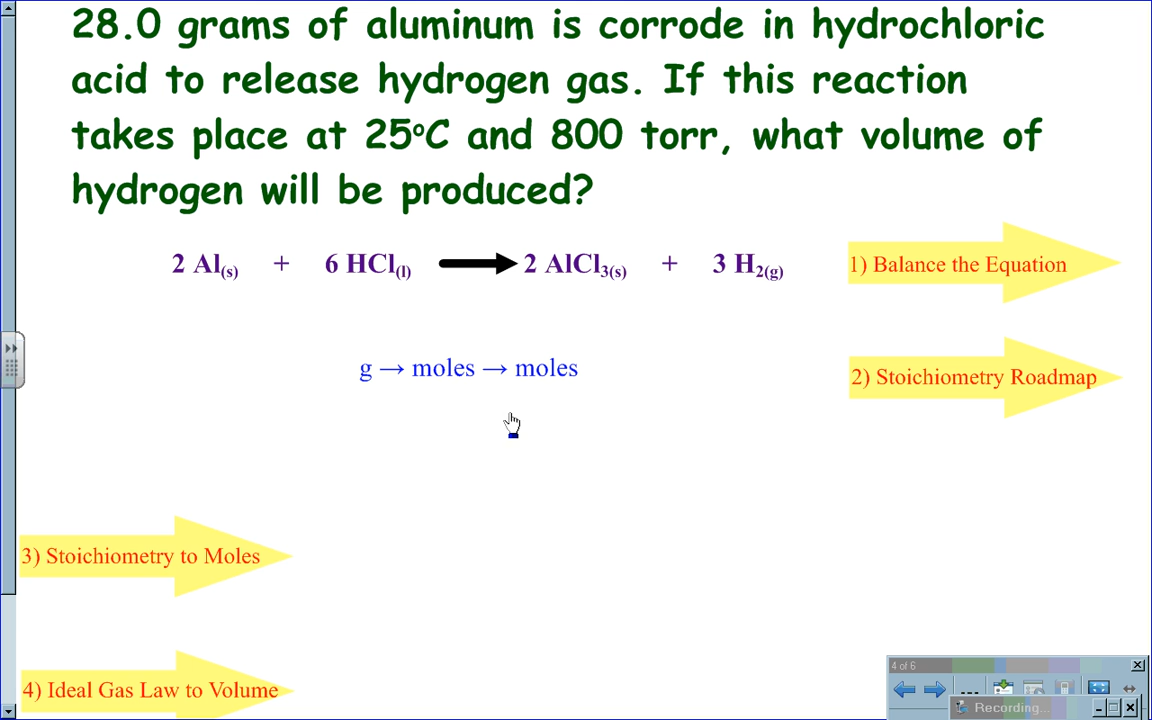 28.0 grams of aluminum is corrode in hydrochloric
acid to release hydrogen gas. If this reaction
takes place at 25°C and 800 torr, what volume of
hydrogen will be produced?
2 Al(s) + 6 HCl(l) → 2 AlCl3(s) + 3 H2(g)
1) Balance the Equation
g → moles → moles
2) Stoichiometry Roadmap
3) Stoichiometry to Moles
4) Ideal Gas Law to Volume
4 of 6
Recording...